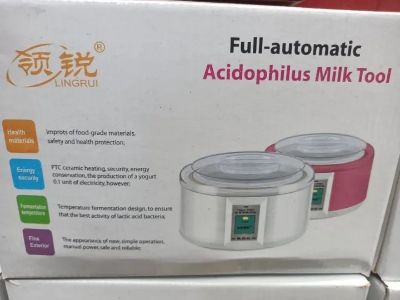 领锐®
LINGRUI
Full-automatic
Acidophilus Milk Tool
Health
materials
Improts of food-grade materials,
safety and health protection;
Energy
security
PTC ceramic heating, security, energy
conservation, the production of a yogurt
0.1 unit of electricity, however;
Fermentation
temperature
Temperature fermentation design, to ensure
that the best activity of lactic acid bacteria;
Fine
Exterior
The appearance of new, simple operation,
manual power, safe and reliable;